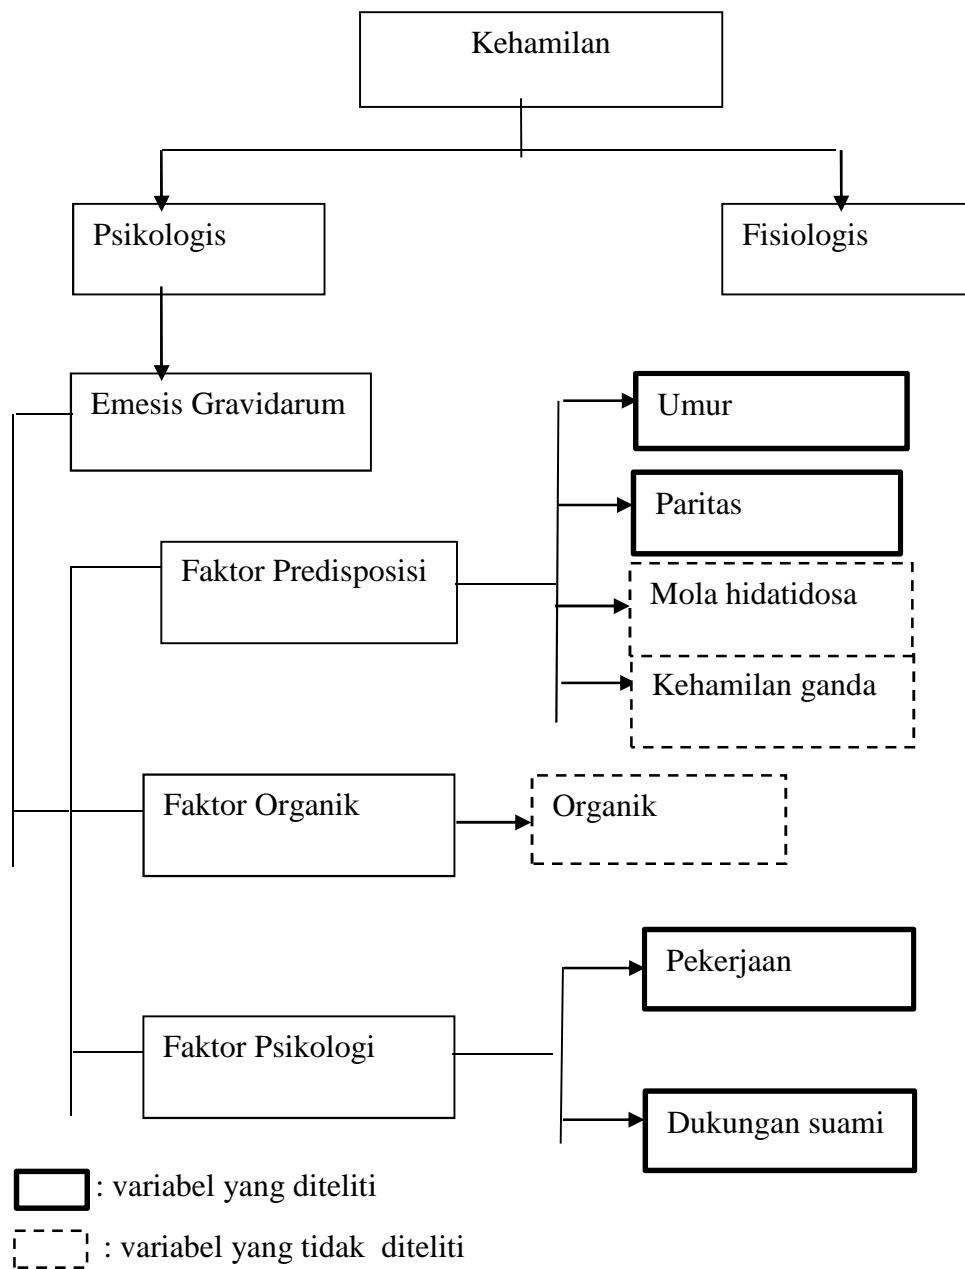 Kehamilan
Psikologis
Fisiologis
Emesis Gravidarum
Umur
Paritas
Faktor Predisposisi
Mola hidatidosa
Kehamilan ganda
Faktor Organik
Organik
Pekerjaan
Faktor Psikologi
Dukungan suami
: variabel yang diteliti
: variabel yang tidak diteliti